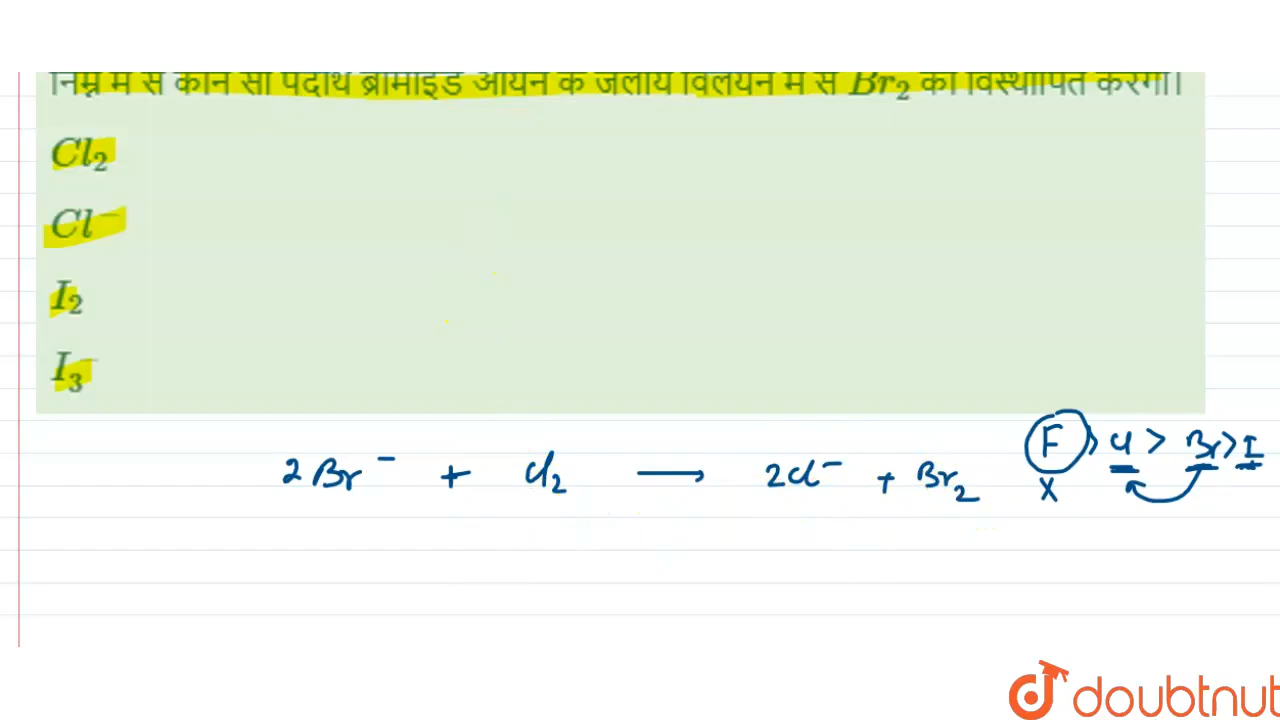 निम्न में से कौन सा पदार्थ ब्रोमाइड आयन के जलीय विलयन में से Br₂ को विस्थापित करेगा।
Cl₂
Cl⁻
I₂
I₃⁻
F > Cl > Br > I
2Br⁻ + Cl₂ ⟶ 2Cl⁻ + Br₂
X
doubtnut